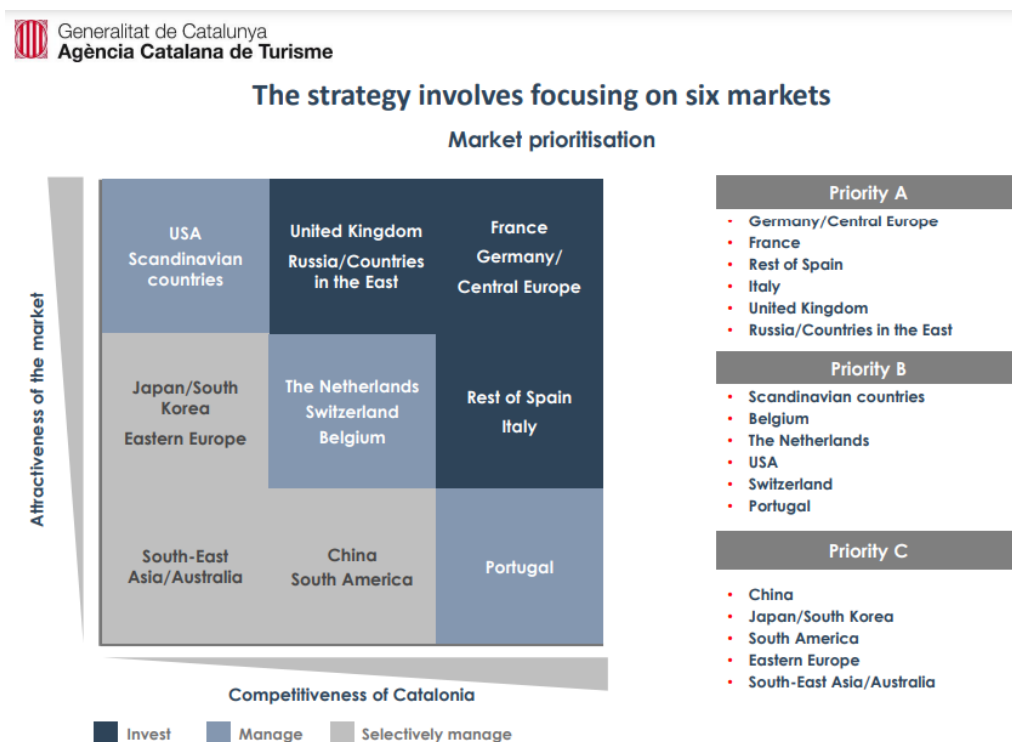 Generalitat de Catalunya
Agència Catalana de Turisme
The strategy involves focusing on six markets
Market prioritisation
Attractiveness of the market
USA
Scandinavian
countries
United Kingdom
Russia/Countries
in the East
France
Germany/
Central Europe
Japan/South
Korea
Eastern Europe
The Netherlands
Switzerland
Belgium
Rest of Spain
Italy
South-East
Asia/Australia
China
South America
Portugal
Competitiveness of Catalonia
Invest
Manage
Selectively manage
Priority A
• Germany/Central Europe
• France
• Rest of Spain
• Italy
• United Kingdom
• Russia/Countries in the East
Priority B
• Scandinavian countries
• Belgium
• The Netherlands
• USA
• Switzerland
• Portugal
Priority C
• China
• Japan/South Korea
• South America
• Eastern Europe
• South-East Asia/Australia